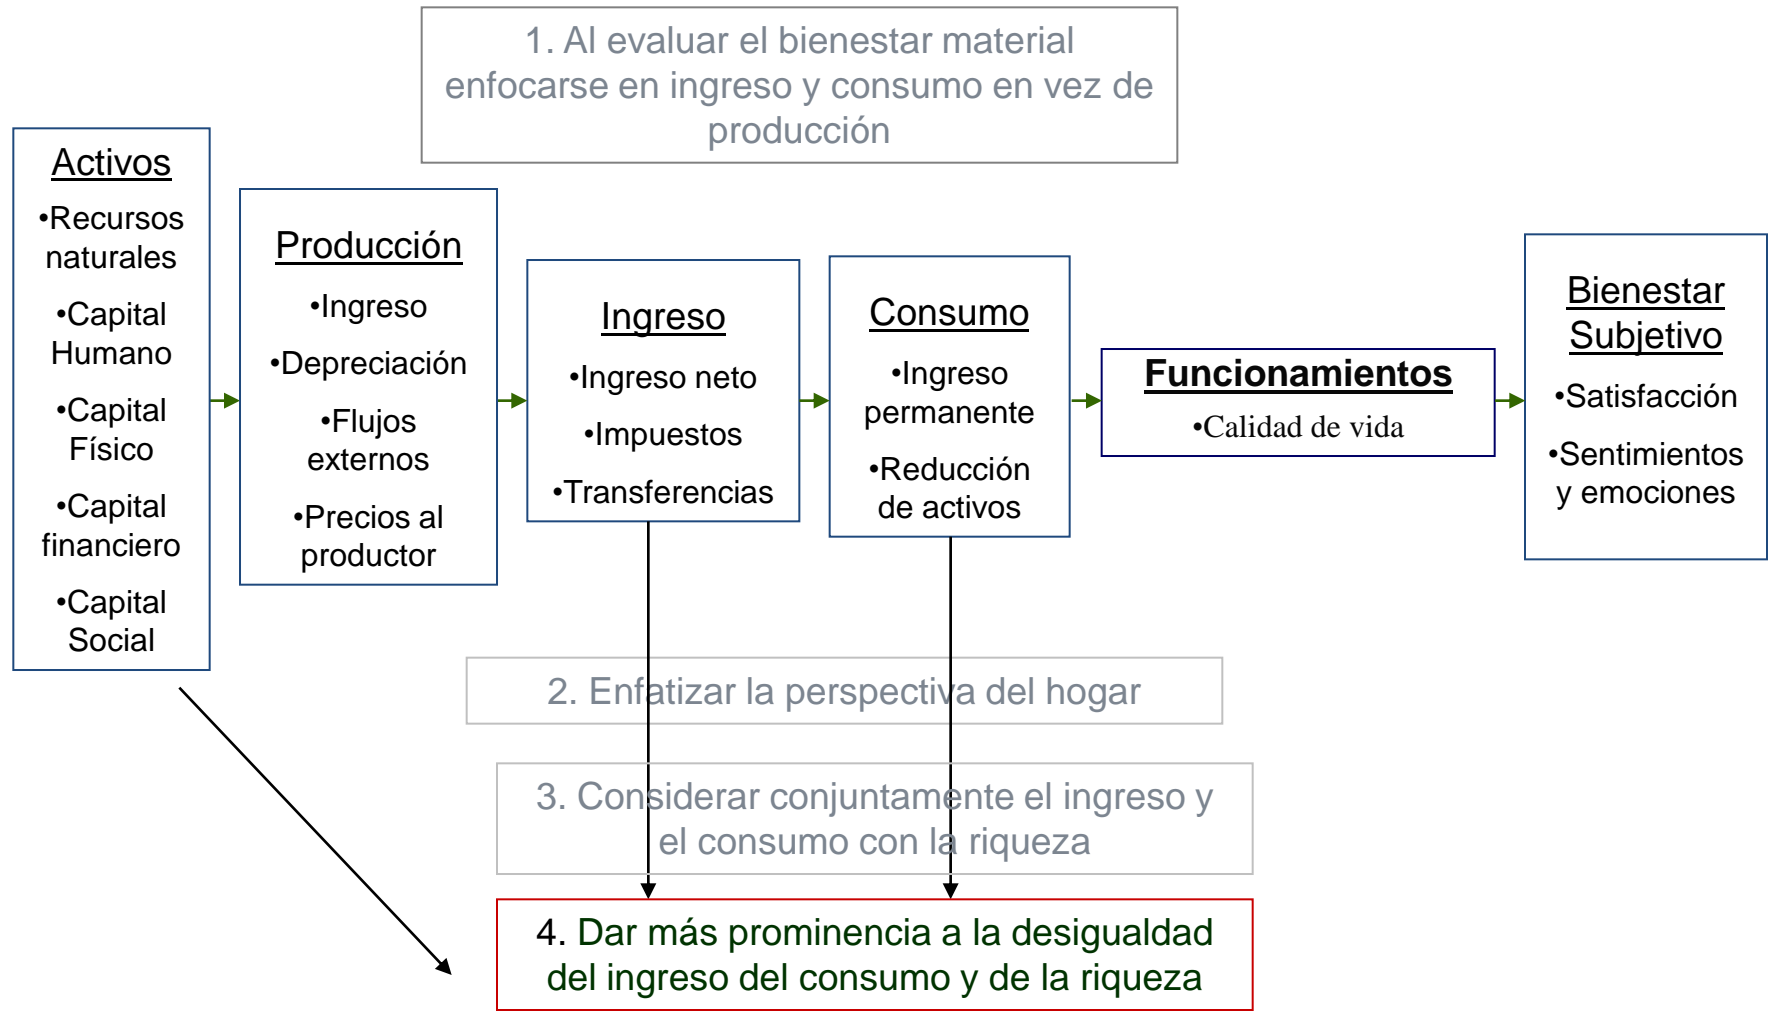 1. Al evaluar el bienestar material
enfocarse en ingreso y consumo en vez de
producción
Activos
•Recursos
naturales
•Capital
Humano
•Capital
Físico
•Capital
financiero
•Capital
Social
Producción
•Ingreso
•Depreciación
•Flujos
externos
•Precios al
productor
Ingreso
•Ingreso neto
•Impuestos
•Transferencias
Consumo
•Ingreso
permanente
•Reducción
de activos
Funcionamientos
•Calidad de vida
Bienestar
Subjetivo
•Satisfacción
•Sentimientos
y emociones
2. Enfatizar la perspectiva del hogar
3. Considerar conjuntamente el ingreso y
el consumo con la riqueza
4. Dar más prominencia a la desigualdad
del ingreso del consumo y de la riqueza